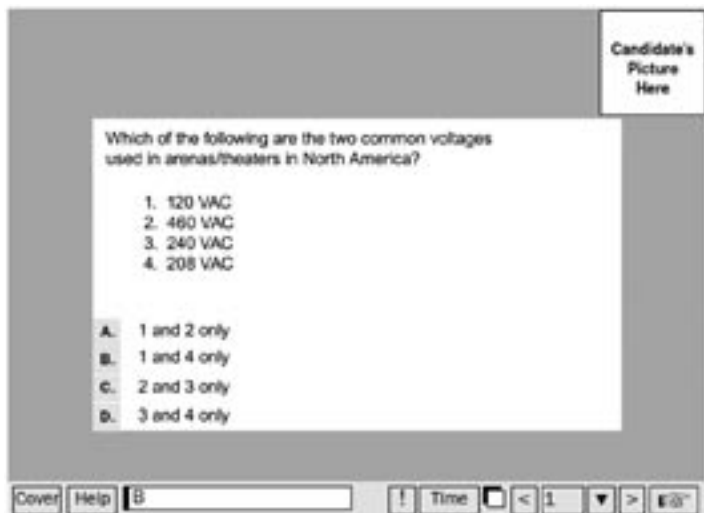 Candidate's
Picture
Here
Which of the following are the two common voltages
used in arenas/theaters in North America?
1. 120 VAC
2. 460 VAC
3. 240 VAC
4. 208 VAC
A. 1 and 2 only
B. 1 and 4 only
C. 2 and 3 only
D. 3 and 4 only
Cover Help B ! Time < 1 ▼ >